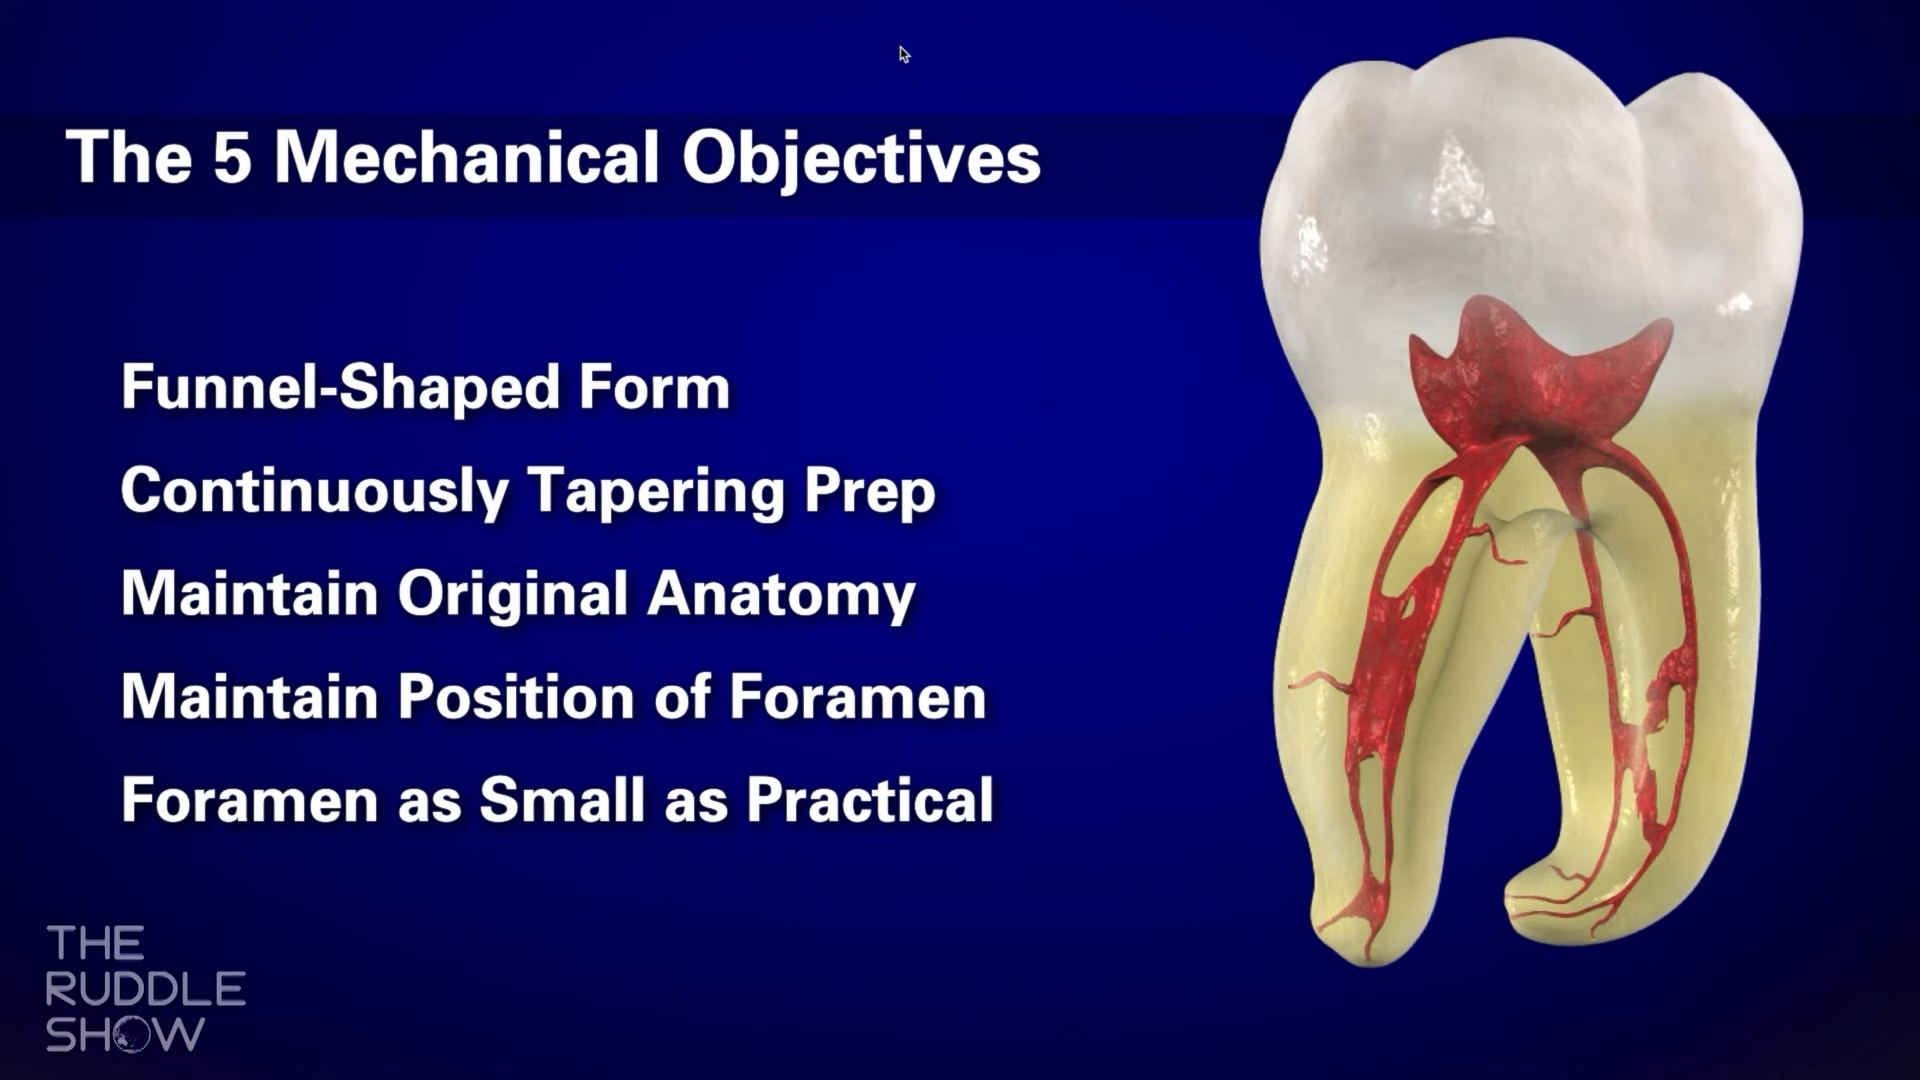 The 5 Mechanical Objectives
Funnel-Shaped Form
Continuously Tapering Prep
Maintain Original Anatomy
Maintain Position of Foramen
Foramen as Small as Practical
THE
RUDDLE
SHOW